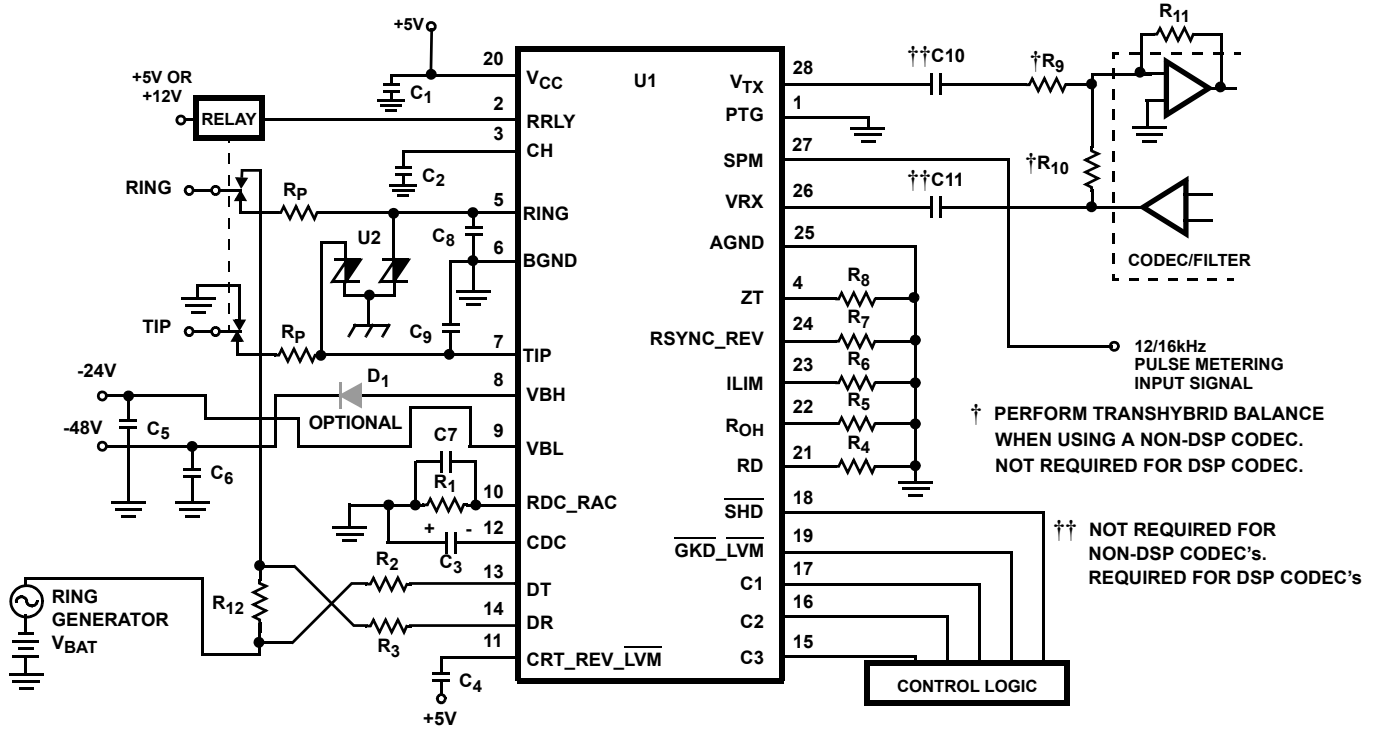 +5V
+5V OR
+12V
RELAY
C1
RING
RP
C2
U2
C8
TIP
RP
C9
-24V
-48V
C5
C6
D1
OPTIONAL
C7
R1
+ -
C3
R2
R3
R12
RING
GENERATOR
VBAT
C4
+5V
U1
20 VCC
2 RRLY
3 CH
5 RING
6 BGND
7 TIP
8 VBH
9 VBL
10 RDC_RAC
12 CDC
13 DT
14 DR
11 CRT_REV_LVM
VTX 28
PTG 1
SPM 27
VRX 26
AGND 25
ZT 4
RSYNC_REV 24
ILIM 23
ROH 22
RD 21
SHD 18
GKD_LVM 19
C1 17
C2 16
C3 15
††C10
†R9
R11
†R10
††C11
CODEC/FILTER
R8
R7
R6
R5
R4
12/16kHz
PULSE METERING
INPUT SIGNAL
† PERFORM TRANSHYBRID BALANCE
WHEN USING A NON-DSP CODEC.
NOT REQUIRED FOR DSP CODEC.
†† NOT REQUIRED FOR
NON-DSP CODEC's.
REQUIRED FOR DSP CODEC's
CONTROL LOGIC